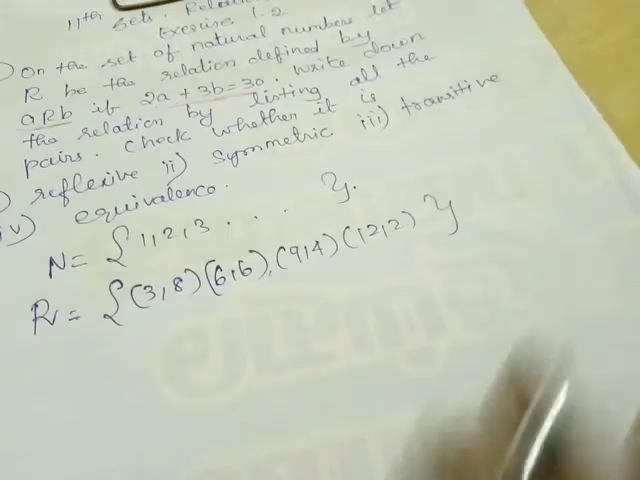 11th Sets. Relation
Exercise 1.2
On the set of natural numbers let
R be the relation defined by
aRb if 2a + 3b = 30. Write down
the relation by listing all the
pairs. Check whether it is
reflexive ii) symmetric iii) transitive
iv) equivalence.
N = { 1, 2, 3 . . . }.
R = { (3, 8) (6, 6), (9, 4) (12, 2) }